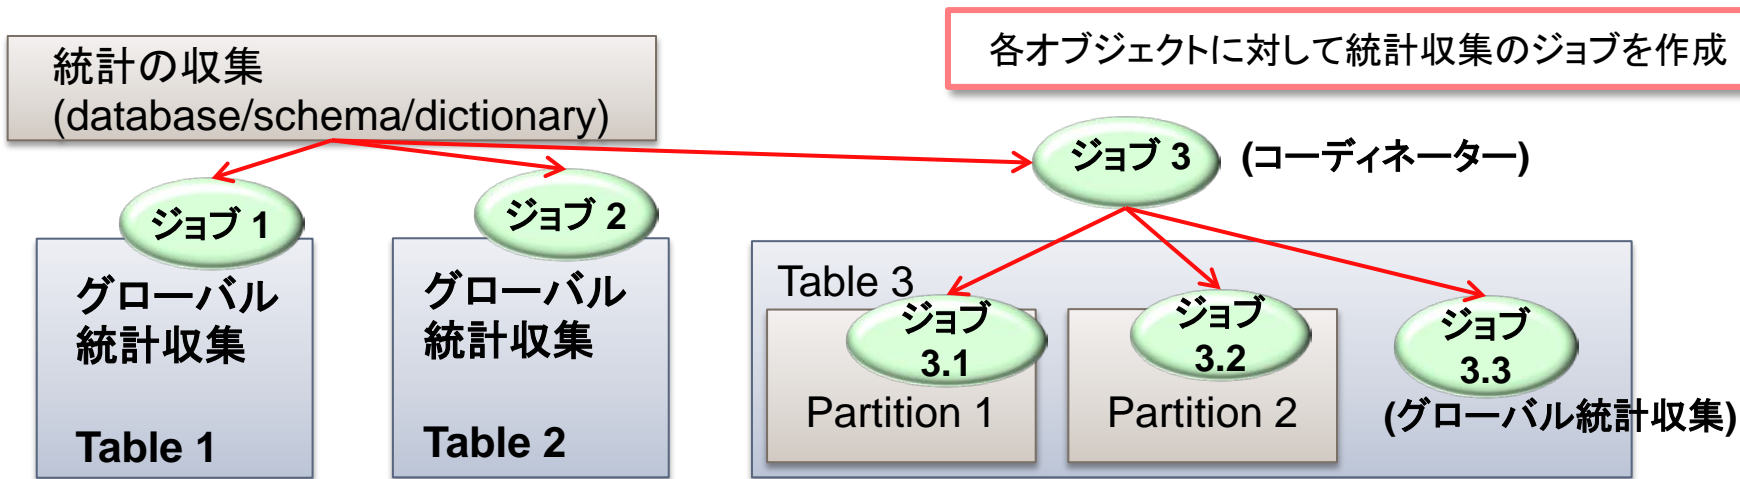 各オブジェクトに対して統計収集のジョブを作成
統計の収集
(database/schema/dictionary)
ジョブ 3
(コーディネーター)
ジョブ 1
グローバル
統計収集
Table 1
ジョブ 2
グローバル
統計収集
Table 2
Table 3
ジョブ
3.1
Partition 1
ジョブ
3.2
Partition 2
ジョブ
3.3
(グローバル統計収集)